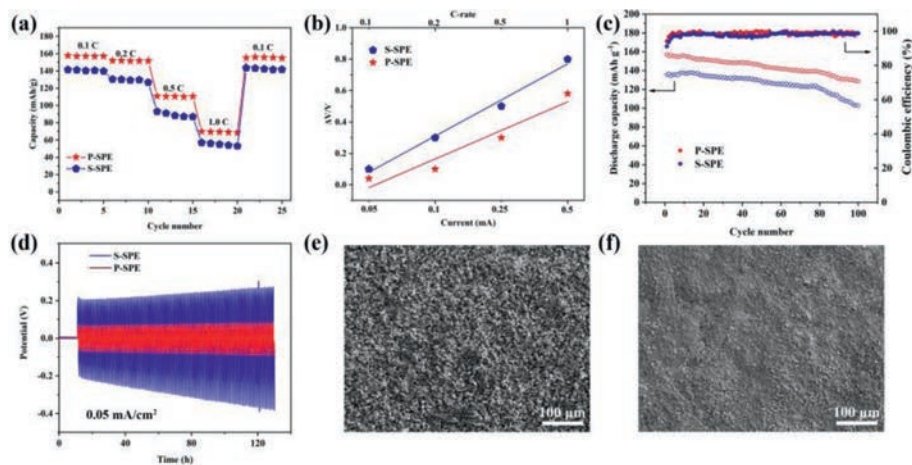 (a)
180
160
140
120
100
80
60
40
20
0
Capacity (mAh/g)
0.1 C
0.2 C
0.5 C
1.0 C
0.1 C
P-SPE
S-SPE
0 5 10 15 20 25
Cycle number
(b)
C-rate
0.1 0.2 0.5 1
1.0
0.8
0.6
0.4
0.2
0.0
ΔV/V
S-SPE
P-SPE
0.05 0.1 0.25 0.5
Current (mA)
(c)
200
180
160
140
120
100
80
60
40
20
0
Discharge capacity (mAh g⁻¹)
100
80
60
40
20
0
Coulombic efficiency (%)
P-SPE
S-SPE
0 20 40 60 80 100
Cycle number
(d)
0.4
0.2
0.0
-0.2
-0.4
Potential (V)
S-SPE
P-SPE
0.05 mA/cm²
0 40 80 120
Time (h)
(e)
100 μm
(f)
100 μm